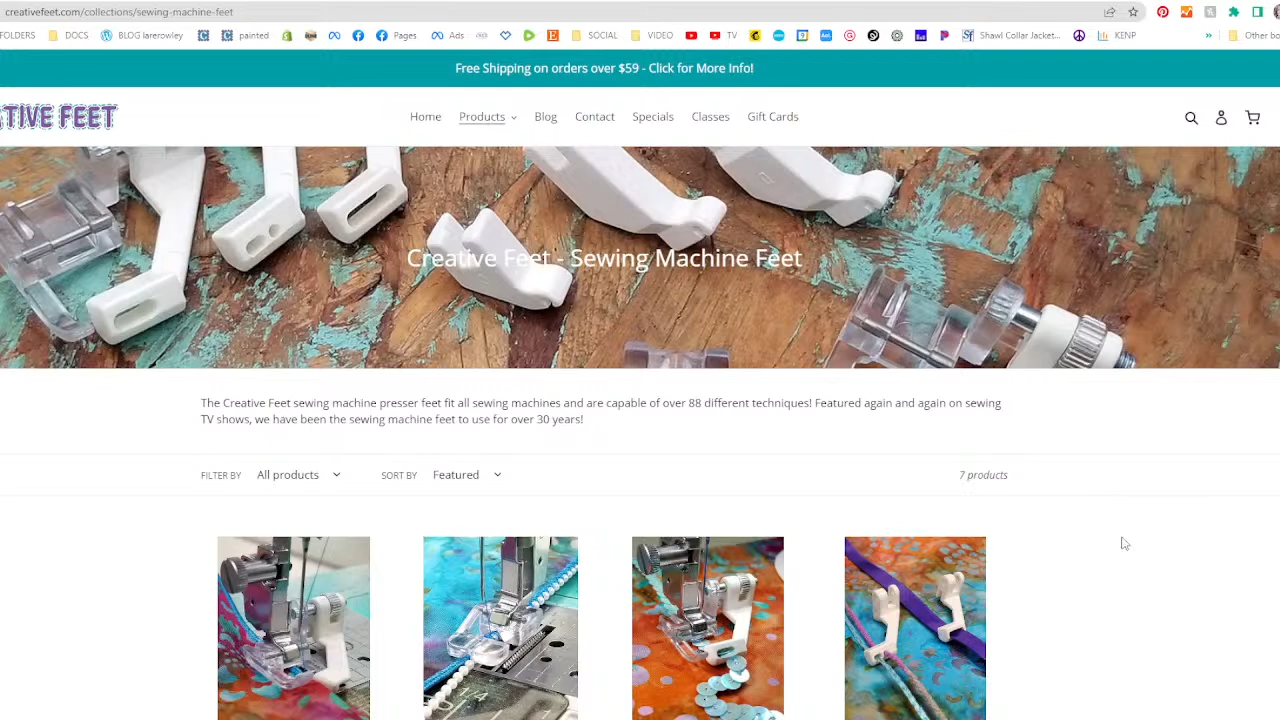 creativefeet.com/collections/sewing-machine-feet
FOLDERS DOCS BLOG larerowley painted Pages Ads SOCIAL VIDEO TV Shawl Collar Jacket... KENP » Other bo
Free Shipping on orders over $59 - Click for More Info!
TIVE FEET
Home Products Blog Contact Specials Classes Gift Cards
Creative Feet - Sewing Machine Feet
The Creative Feet sewing machine presser feet fit all sewing machines and are capable of over 88 different techniques! Featured again and again on sewing
TV shows, we have been the sewing machine feet to use for over 30 years!
FILTER BY All products SORT BY Featured 7 products
14